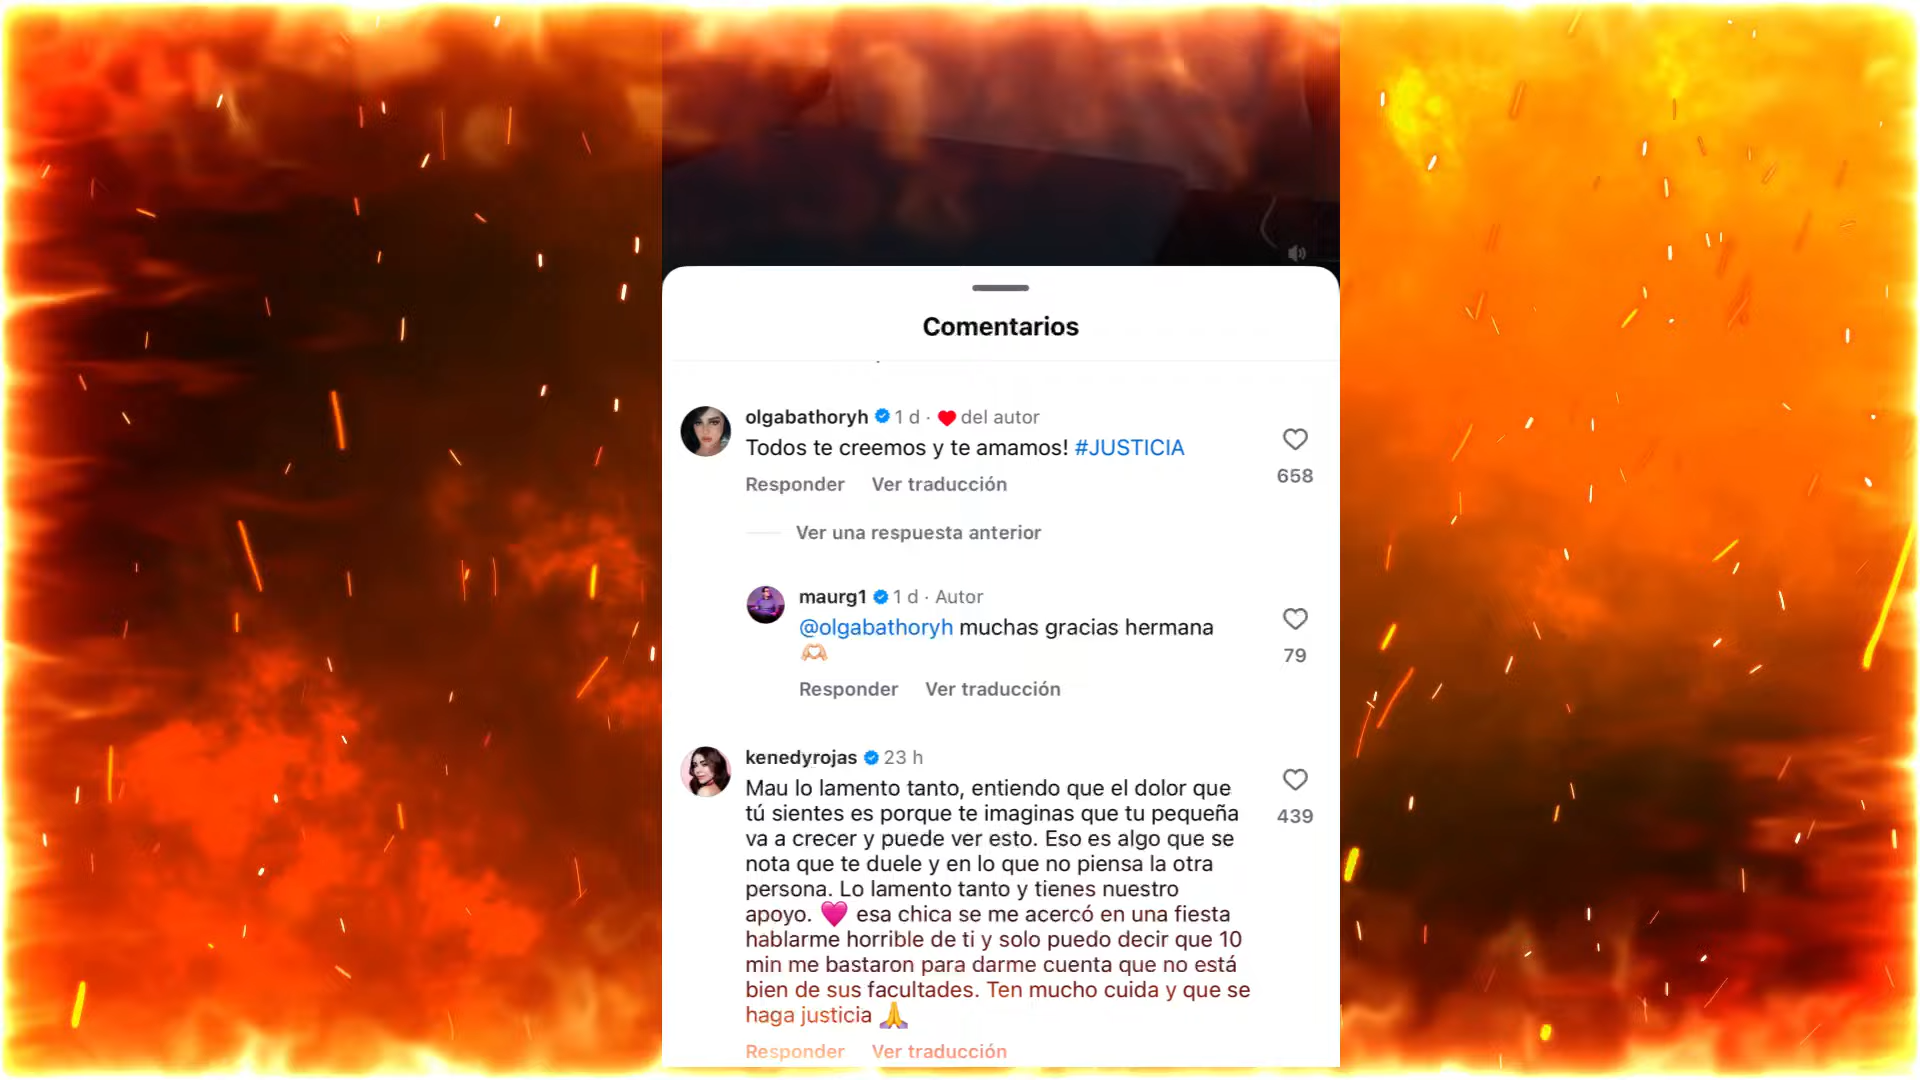 Comentarios
olgabathoryh 1 d · ❤️ del autor
Todos te creemos y te amamos! #JUSTICIA
658
Responder Ver traducción
Ver una respuesta anterior
maurg1 1 d · Autor
@olgabathoryh muchas gracias hermana
🫶🏻
79
Responder Ver traducción
kenedyrojas 23 h
Mau lo lamento tanto, entiendo que el dolor que
tú sientes es porque te imaginas que tu pequeña
va a crecer y puede ver esto. Eso es algo que se
nota que te duele y en lo que no piensa la otra
persona. Lo lamento tanto y tienes nuestro
apoyo. 💗 esa chica se me acercó en una fiesta
hablarme horrible de ti y solo puedo decir que 10
min me bastaron para darme cuenta que no está
bien de sus facultades. Ten mucho cuida y que se
haga justicia 🙏
439
Responder Ver traducción